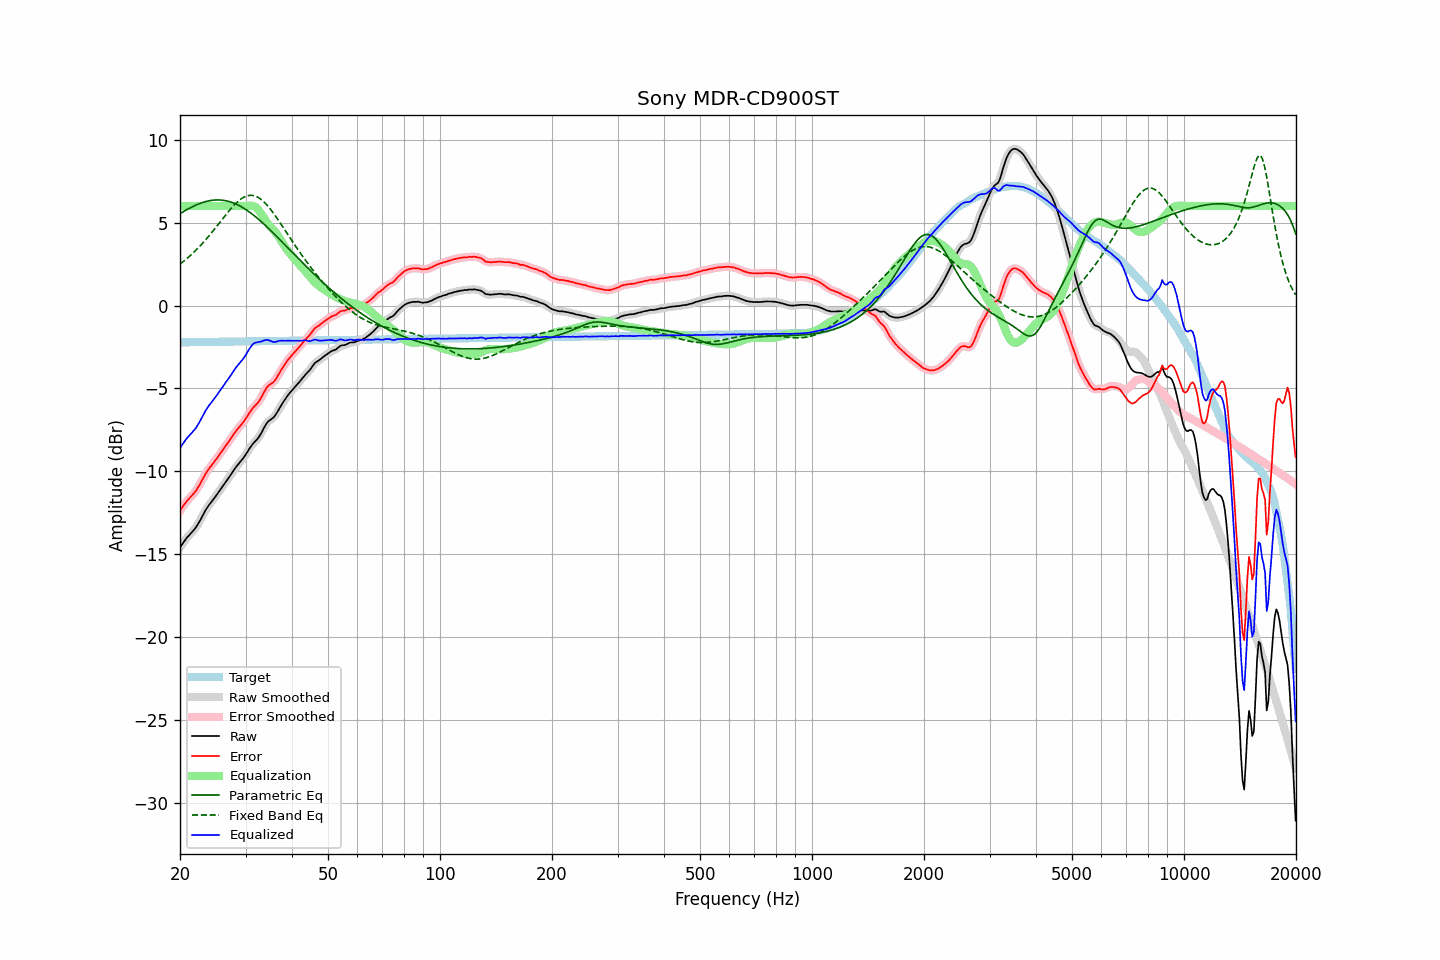 Sony MDR-CD900ST
10
5
0
−5
−10
−15
−20
−25
−30
Amplitude (dBr)
Target
Raw Smoothed
Error Smoothed
Raw
Error
Equalization
Parametric Eq
Fixed Band Eq
Equalized
20 50 100 200 500 1000 2000 5000 10000 20000
Frequency (Hz)